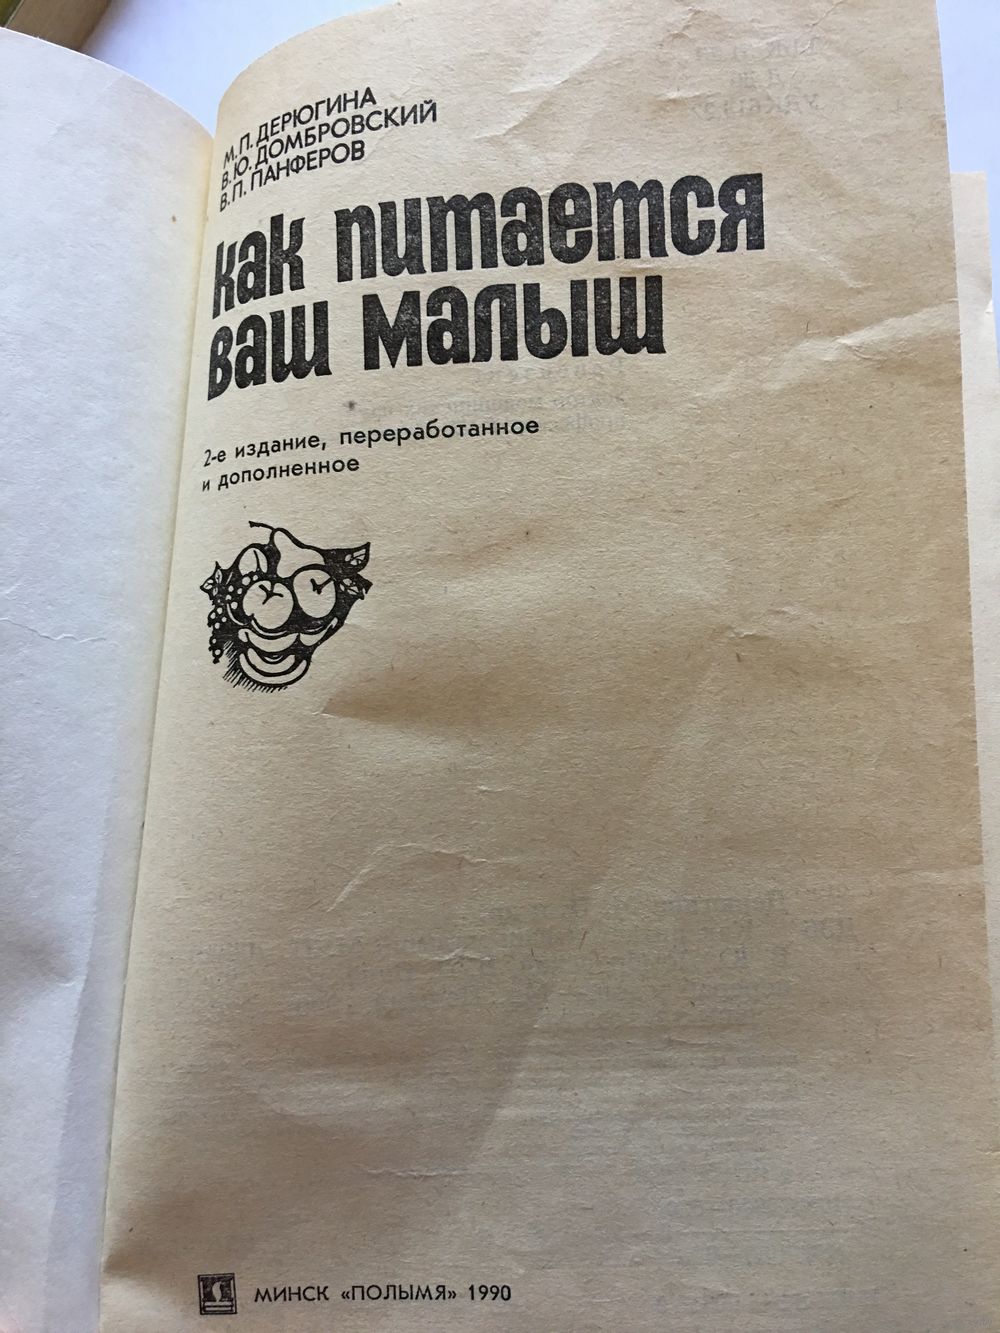 М. П. ДЕРЮГИНА
В. Ю. ДОМБРОВСКИЙ
В. П. ПАНФЕРОВ
как питается
ваш малыш
2-е издание, переработанное
и дополненное
МИНСК «ПОЛЫМЯ» 1990